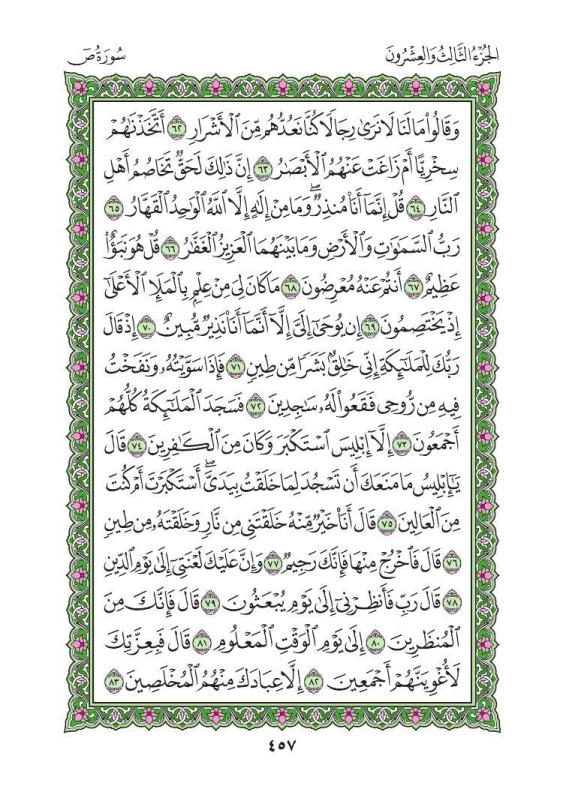 الجُزْءُ الثَّالِثُ وَالعِشْرُونَ
سُورَةُ صٓ
وَقَالُوا۟ مَا لَنَا لَا نَرَىٰ رِجَالًا كُنَّا نَعُدُّهُم مِّنَ ٱلْأَشْرَارِ ٦٢ أَتَّخَذْنَٰهُمْ
سِخْرِيًّا أَمْ زَاغَتْ عَنْهُمُ ٱلْأَبْصَٰرُ ٦٣ إِنَّ ذَٰلِكَ لَحَقٌّ تَخَاصُمُ أَهْلِ
ٱلنَّارِ ٦٤ قُلْ إِنَّمَآ أَنَا۠ مُنذِرٌ ۖ وَمَا مِنْ إِلَٰهٍ إِلَّا ٱللَّهُ ٱلْوَٰحِدُ ٱلْقَهَّارُ ٦٥
رَبُّ ٱلسَّمَٰوَٰتِ وَٱلْأَرْضِ وَمَا بَيْنَهُمَا ٱلْعَزِيزُ ٱلْغَفَّٰرُ ٦٦ قُلْ هُوَ نَبَؤٌا۟
عَظِيمٌ ٦٧ أَنتُمْ عَنْهُ مُعْرِضُونَ ٦٨ مَا كَانَ لِىَ مِنْ عِلْمٍۭ بِٱلْمَلَإِ ٱلْأَعْلَىٰٓ
إِذْ يَخْتَصِمُونَ ٦٩ إِن يُوحَىٰٓ إِلَىَّ إِلَّآ أَنَّمَآ أَنَا۠ نَذِيرٌ مُّبِينٌ ٧٠ إِذْ قَالَ
رَبُّكَ لِلْمَلَٰٓئِكَةِ إِنِّى خَٰلِقٌۢ بَشَرًا مِّن طِينٍ ٧١ فَإِذَا سَوَّيْتُهُۥ وَنَفَخْتُ
فِيهِ مِن رُّوحِى فَقَعُوا۟ لَهُۥ سَٰجِدِينَ ٧٢ فَسَجَدَ ٱلْمَلَٰٓئِكَةُ كُلُّهُمْ
أَجْمَعُونَ ٧٣ إِلَّآ إِبْلِيسَ ٱسْتَكْبَرَ وَكَانَ مِنَ ٱلْكَٰفِرِينَ ٧٤ قَالَ
يَٰٓإِبْلِيسُ مَا مَنَعَكَ أَن تَسْجُدَ لِمَا خَلَقْتُ بِيَدَىَّ ۖ أَسْتَكْبَرْتَ أَمْ كُنتَ
مِنَ ٱلْعَالِينَ ٧٥ قَالَ أَنَا۠ خَيْرٌ مِّنْهُ خَلَقْتَنِى مِن نَّارٍ وَخَلَقْتَهُۥ مِن طِينٍ
٧٦ قَالَ فَٱخْرُجْ مِنْهَا فَإِنَّكَ رَجِيمٌ ٧٧ وَإِنَّ عَلَيْكَ لَعْنَتِىٓ إِلَىٰ يَوْمِ ٱلدِّينِ
٧٨ قَالَ رَبِّ فَأَنظِرْنِىٓ إِلَىٰ يَوْمِ يُبْعَثُونَ ٧٩ قَالَ فَإِنَّكَ مِنَ
ٱلْمُنظَرِينَ ٨٠ إِلَىٰ يَوْمِ ٱلْوَقْتِ ٱلْمَعْلُومِ ٨١ قَالَ فَبِعِزَّتِكَ
لَأُغْوِيَنَّهُمْ أَجْمَعِينَ ٨٢ إِلَّا عِبَادَكَ مِنْهُمُ ٱلْمُخْلَصِينَ ٨٣
٤٥٧